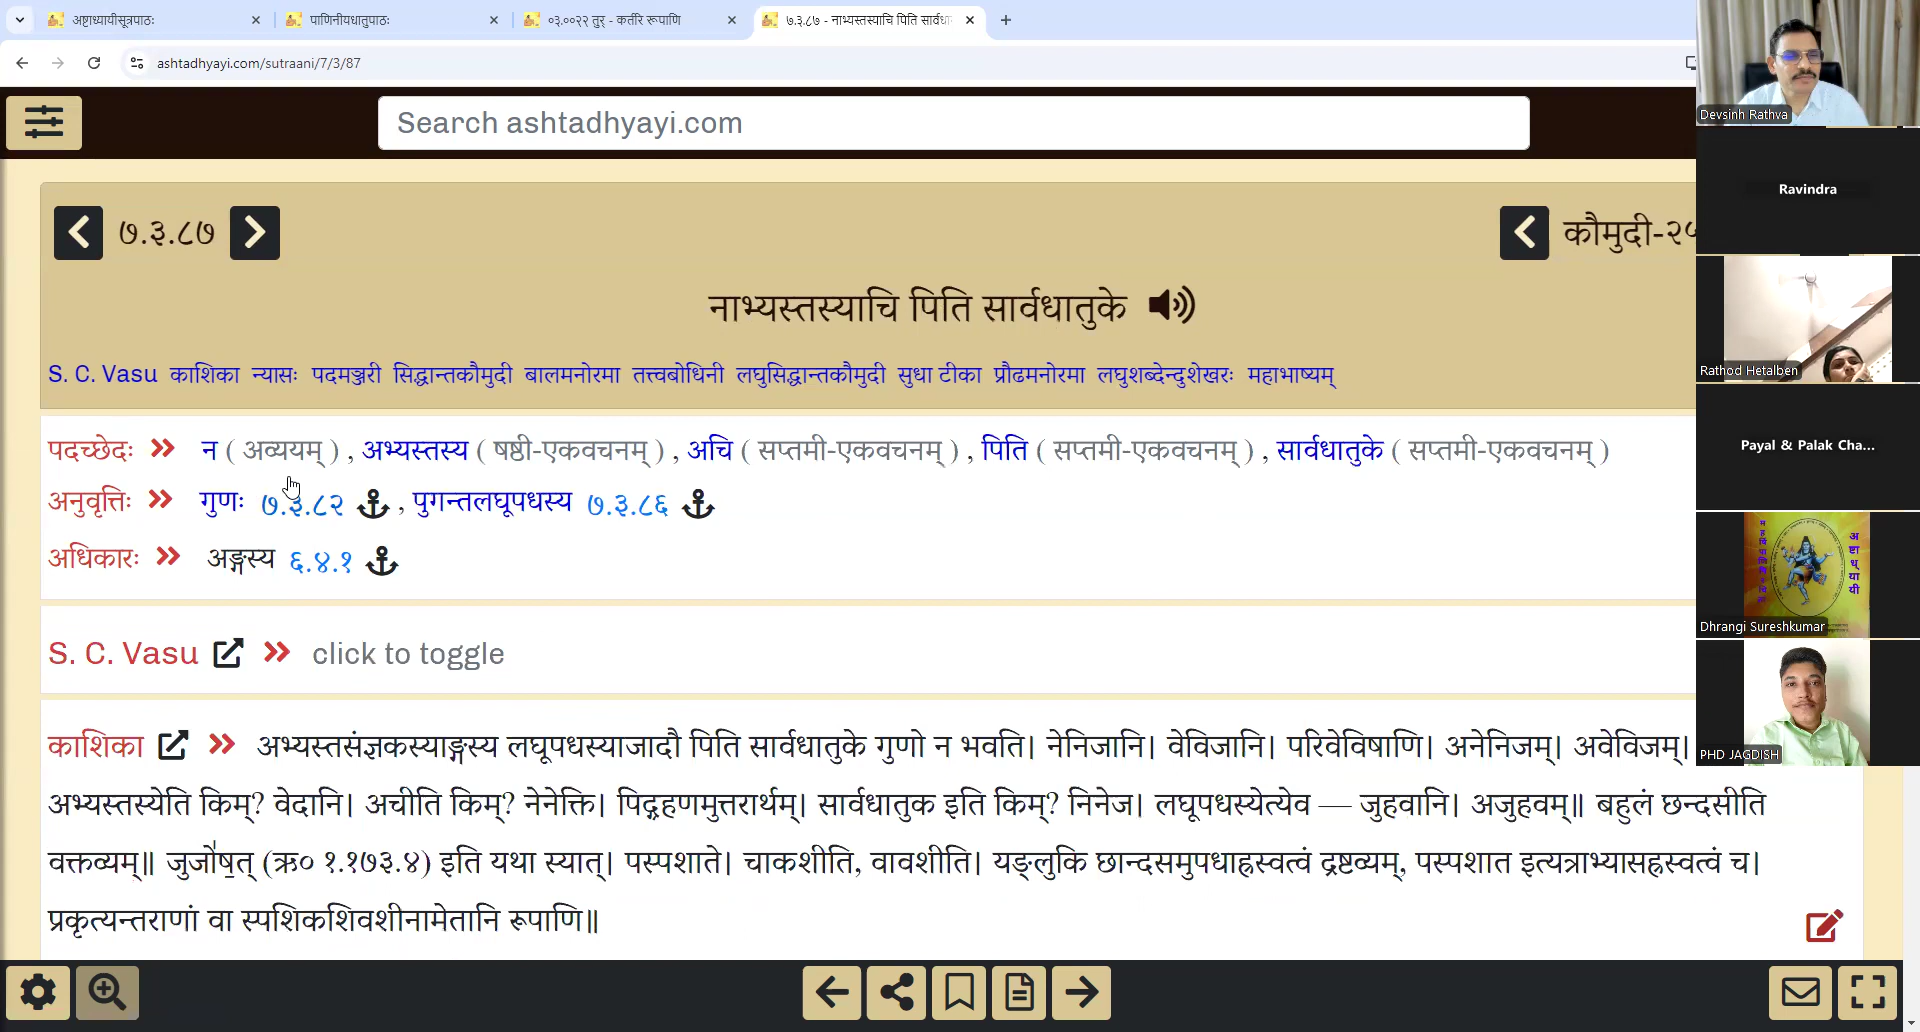 अष्टाध्यायीसूत्रपाठः
पाणिनीयधातुपाठः
०३.००२२ तुर् - कर्तरि रूपाणि
७.३.८७ - नाभ्यस्तस्याचि पिति सार्वधा
ashtadhyayi.com/sutraani/7/3/87
Search ashtadhyayi.com
७.३.८७
कौमुदी-२५
नाभ्यस्तस्याचि पिति सार्वधातुके
S. C. Vasu काशिका न्यासः पदमञ्जरी सिद्धान्तकौमुदी बालमनोरमा तत्त्वबोधिनी लघुसिद्धान्तकौमुदी सुधा टीका प्रौढमनोरमा लघुशब्देन्दुशेखरः महाभाष्यम्
पदच्छेदः न ( अव्ययम् ) , अभ्यस्तस्य ( षष्ठी-एकवचनम् ) , अचि ( सप्तमी-एकवचनम् ) , पिति ( सप्तमी-एकवचनम् ) , सार्वधातुके ( सप्तमी-एकवचनम् )
अनुवृत्तिः गुणः ७.३.८२ , पुगन्तलघूपधस्य ७.३.८६
अधिकारः अङ्गस्य ६.४.१
S. C. Vasu click to toggle
काशिका अभ्यस्तसंज्ञकस्याङ्गस्य लघूपधस्याजादौ पिति सार्वधातुके गुणो न भवति। नेनिजानि। वेविजानि। परिवेविषाणि। अनेनिजम्। अवेविजम्।
अभ्यस्तस्येति किम्? वेदानि। अचीति किम्? नेनेक्ति। पिद्ग्रहणमुत्तरार्थम्। सार्वधातुक इति किम्? निनेज। लघूपधस्येत्येव — जुहवानि। अजुहवम्॥ बहुलं छन्दसीति
वक्तव्यम्॥ जुजो॑ष॒त् (ऋ० १.१७३.४) इति यथा स्यात्। पस्पशाते। चाकशीति, वावशीति। यङ्लुकि छान्दसमुपधाह्रस्वत्वं द्रष्टव्यम्, पस्पशात इत्यत्राभ्यासह्रस्वत्वं च।
प्रकृत्यन्तराणां वा स्पशिकशिवशीनामेतानि रूपाणि॥
Devsinh Rathva
Ravindra
Rathod Hetalben
Payal & Palak Cha...
अष्टाध्यायी
Dhrangi Sureshkumar
PHD JAGDISH